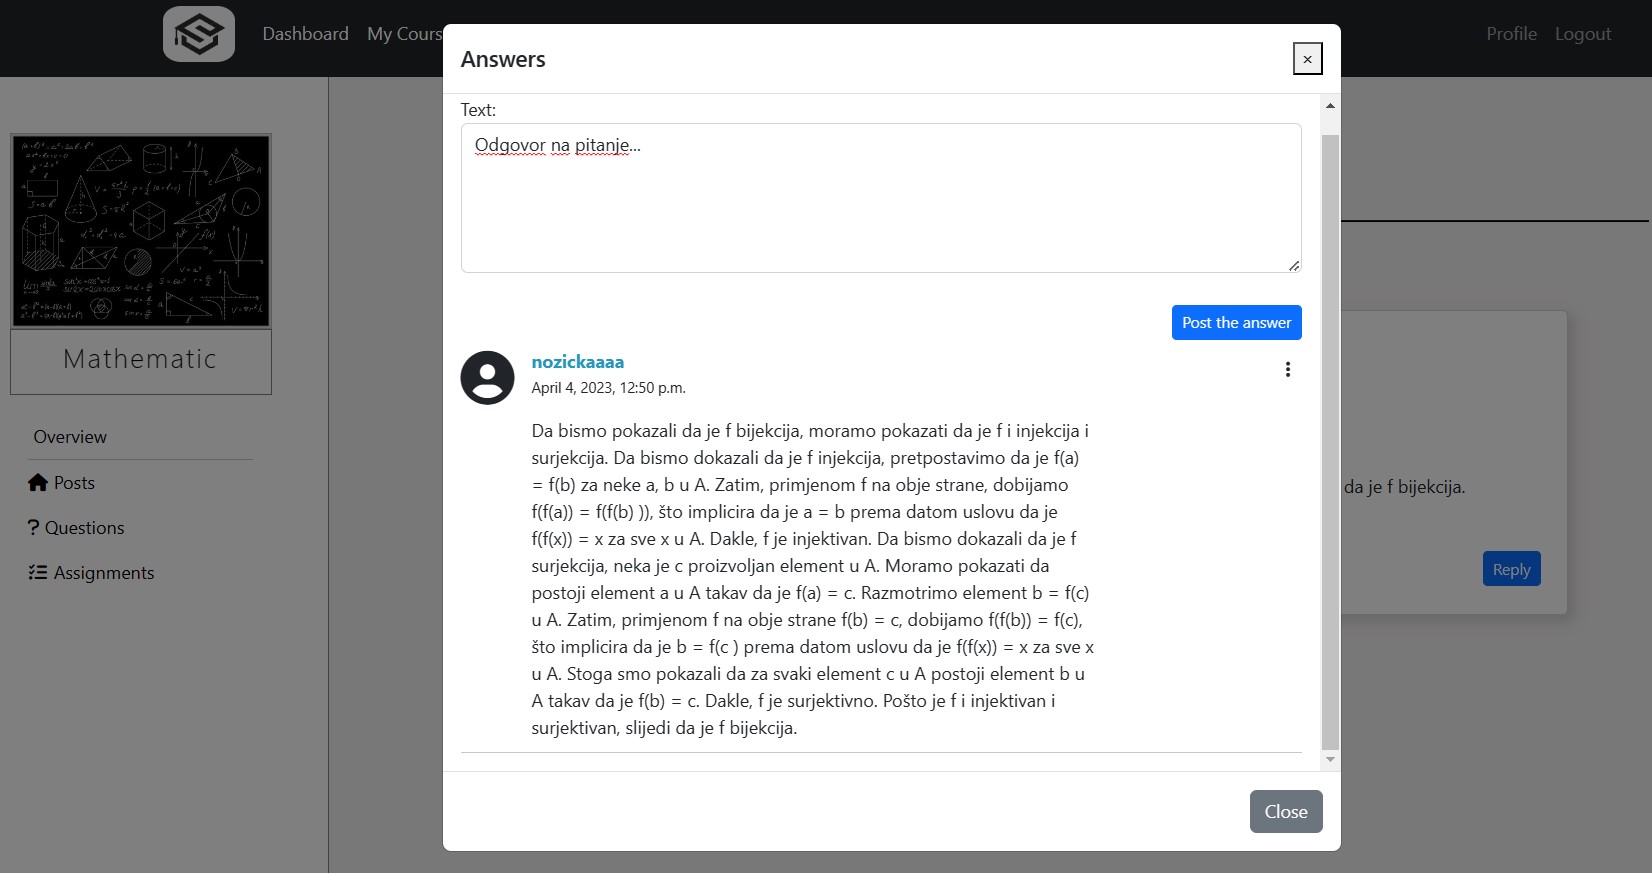 Dashboard My Cours
Profile Logout
Answers
×
Text:
Odgovor na pitanje...
Post the answer
nozickaaaa
April 4, 2023, 12:50 p.m.
Da bismo pokazali da je f bijekcija, moramo pokazati da je f i injekcija i
surjekcija. Da bismo dokazali da je f injekcija, pretpostavimo da je f(a)
= f(b) za neke a, b u A. Zatim, primjenom f na obje strane, dobijamo
f(f(a)) = f(f(b) )), što implicira da je a = b prema datom uslovu da je
f(f(x)) = x za sve x u A. Dakle, f je injektivan. Da bismo dokazali da je f
surjekcija, neka je c proizvoljan element u A. Moramo pokazati da
postoji element a u A takav da je f(a) = c. Razmotrimo element b = f(c)
u A. Zatim, primjenom f na obje strane f(b) = c, dobijamo f(f(b)) = f(c),
što implicira da je b = f(c ) prema datom uslovu da je f(f(x)) = x za sve x
u A. Stoga smo pokazali da za svaki element c u A postoji element b u
A takav da je f(b) = c. Dakle, f je surjektivno. Pošto je f i injektivan i
surjektivan, slijedi da je f bijekcija.
Close
Mathematic
Overview
Posts
? Questions
Assignments
da je f bijekcija.
Reply